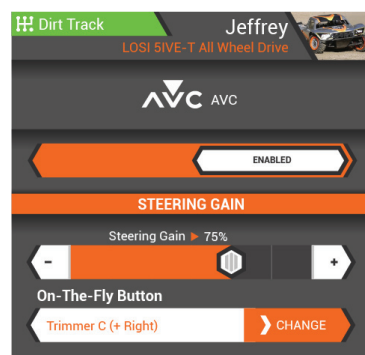 Dirt Track
Jeffrey
LOSI 5IVE-T All Wheel Drive
AVC AVC
ENABLED
STEERING GAIN
Steering Gain ▶ 75%
- +
On-The-Fly Button
Trimmer C (+ Right) ❯ CHANGE